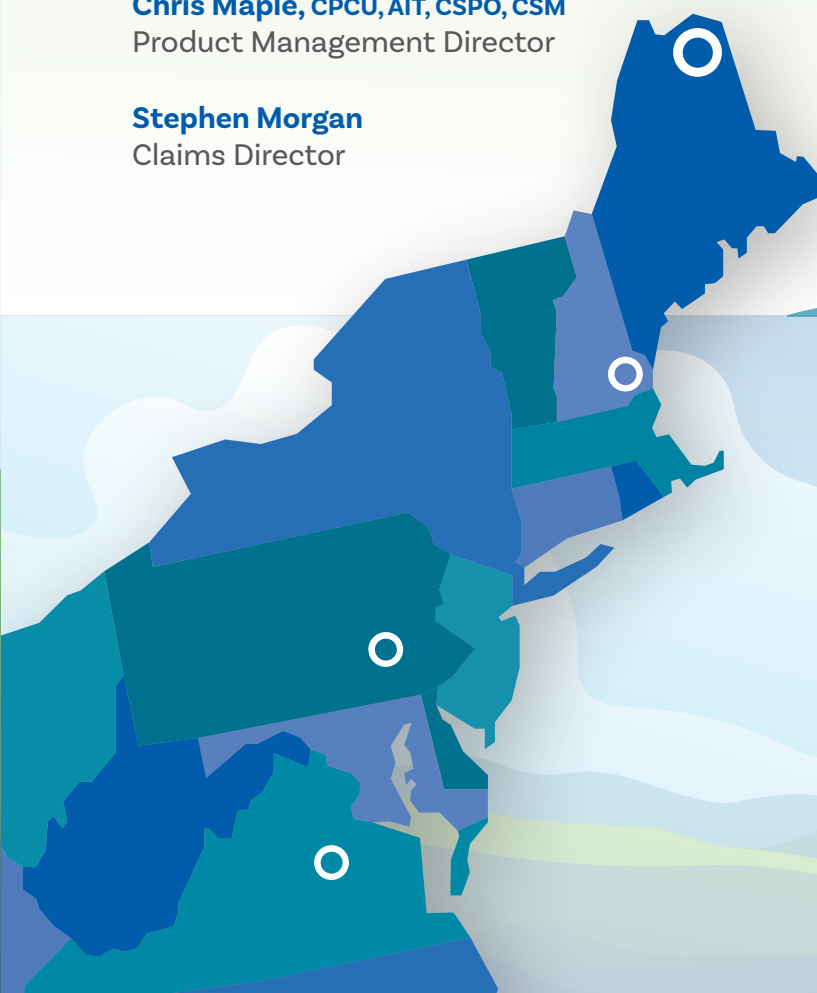 Chris Maple, CPCU, AIT, CSPO, CSM
Product Management Director
Stephen Morgan
Claims Director